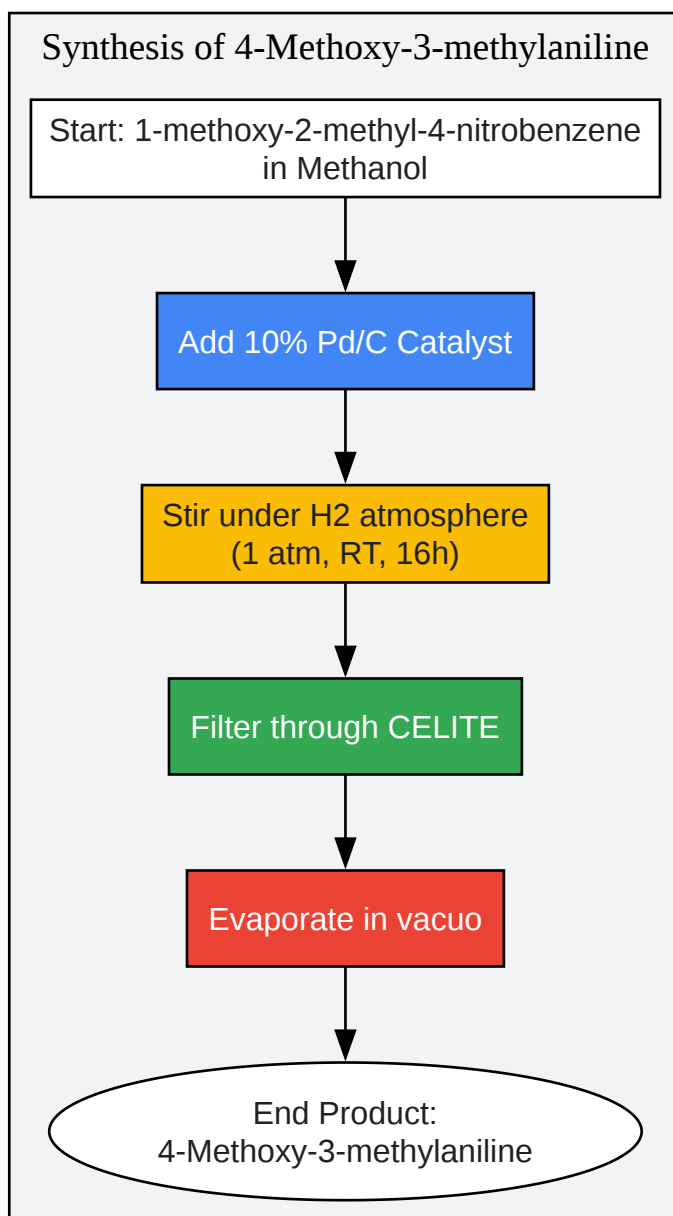 Synthesis of 4-Methoxy-3-methylaniline
Start: 1-methoxy-2-methyl-4-nitrobenzene
in Methanol
Add 10% Pd/C Catalyst
Stir under H2 atmosphere
(1 atm, RT, 16h)
Filter through CELITE
Evaporate in vacuo
End Product:
4-Methoxy-3-methylaniline